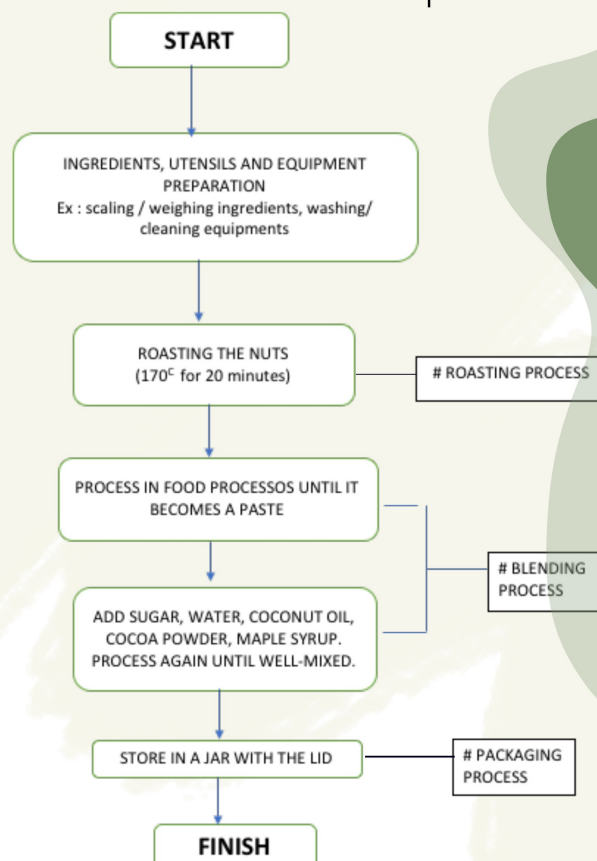 START
INGREDIENTS, UTENSILS AND EQUIPMENT
PREPARATION
Ex : scaling / weighing ingredients, washing/
cleaning equipments
ROASTING THE NUTS
(170ᶜ for 20 minutes)
# ROASTING PROCESS
PROCESS IN FOOD PROCESSOS UNTIL IT
BECOMES A PASTE
# BLENDING
PROCESS
ADD SUGAR, WATER, COCONUT OIL,
COCOA POWDER, MAPLE SYRUP.
PROCESS AGAIN UNTIL WELL-MIXED.
STORE IN A JAR WITH THE LID
# PACKAGING
PROCESS
FINISH